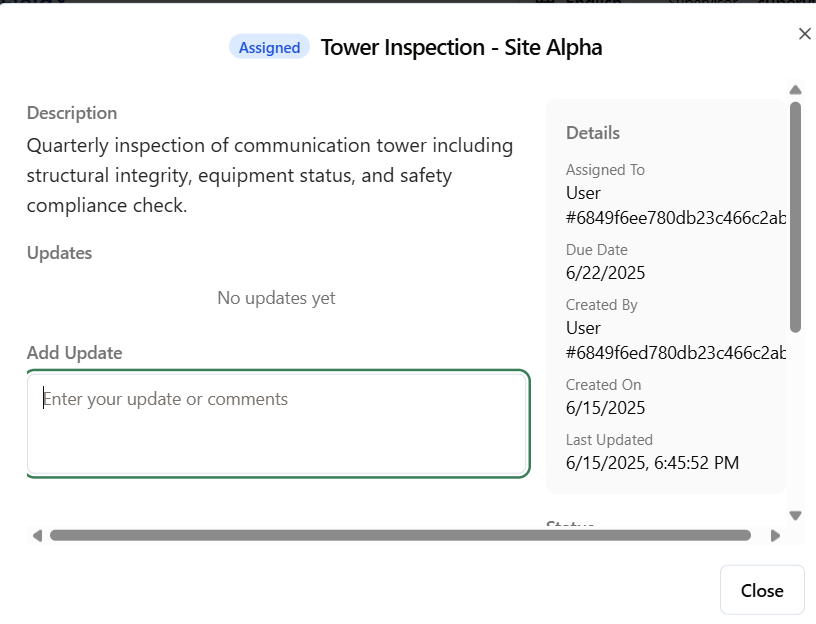 English
Assigned
Tower Inspection - Site Alpha
Description
Quarterly inspection of communication tower including
structural integrity, equipment status, and safety
compliance check.
Updates
No updates yet
Add Update
Enter your update or comments
Details
Assigned To
User
#6849f6ee780db23c466c2ab
Due Date
6/22/2025
Created By
User
#6849f6ed780db23c466c2ab
Created On
6/15/2025
Last Updated
6/15/2025, 6:45:52 PM
Status
Close